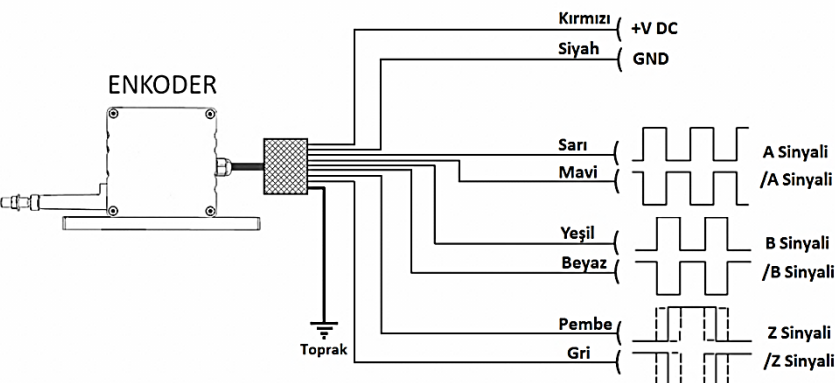 Kırmızı +V DC
Siyah GND
ENKODER
Sarı A Sinyali
Mavi /A Sinyali
Yeşil B Sinyali
Beyaz /B Sinyali
Pembe Z Sinyali
Toprak
Gri /Z Sinyali